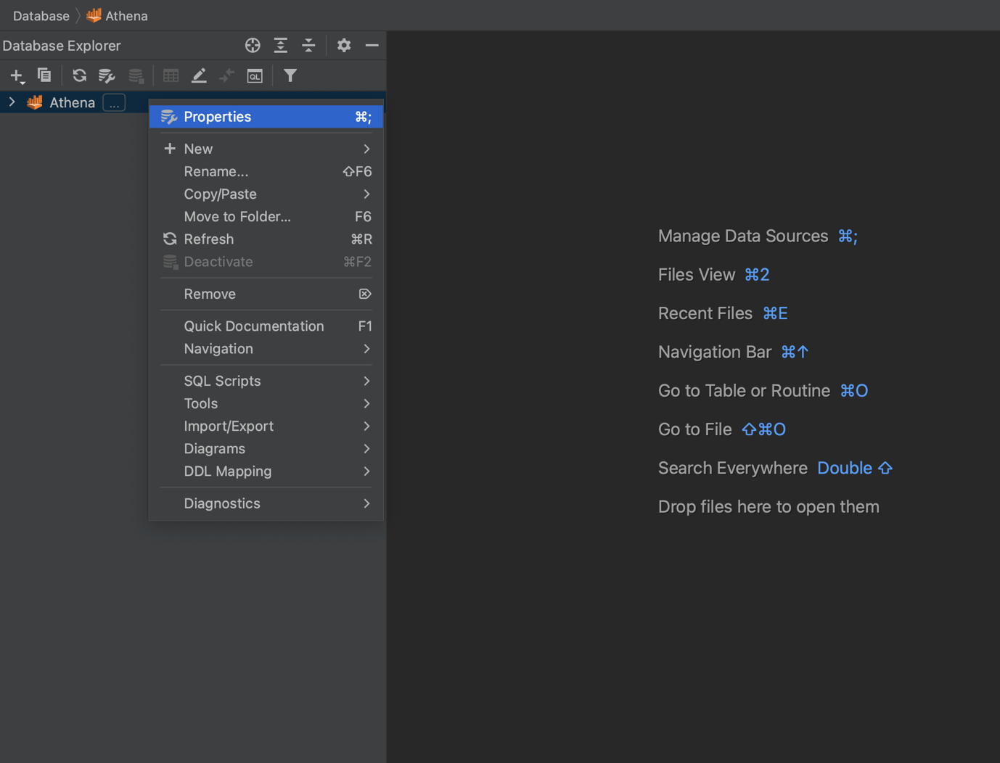 Database Athena
Database Explorer
QL
Athena ...
Properties ⌘;
New
Rename... ⇧F6
Copy/Paste
Move to Folder... F6
Refresh ⌘R
Deactivate ⌘F2
Remove ⌦
Quick Documentation F1
Navigation
SQL Scripts
Tools
Import/Export
Diagrams
DDL Mapping
Diagnostics
Manage Data Sources ⌘;
Files View ⌘2
Recent Files ⌘E
Navigation Bar ⌘↑
Go to Table or Routine ⌘O
Go to File ⇧⌘O
Search Everywhere Double ⇧
Drop files here to open them